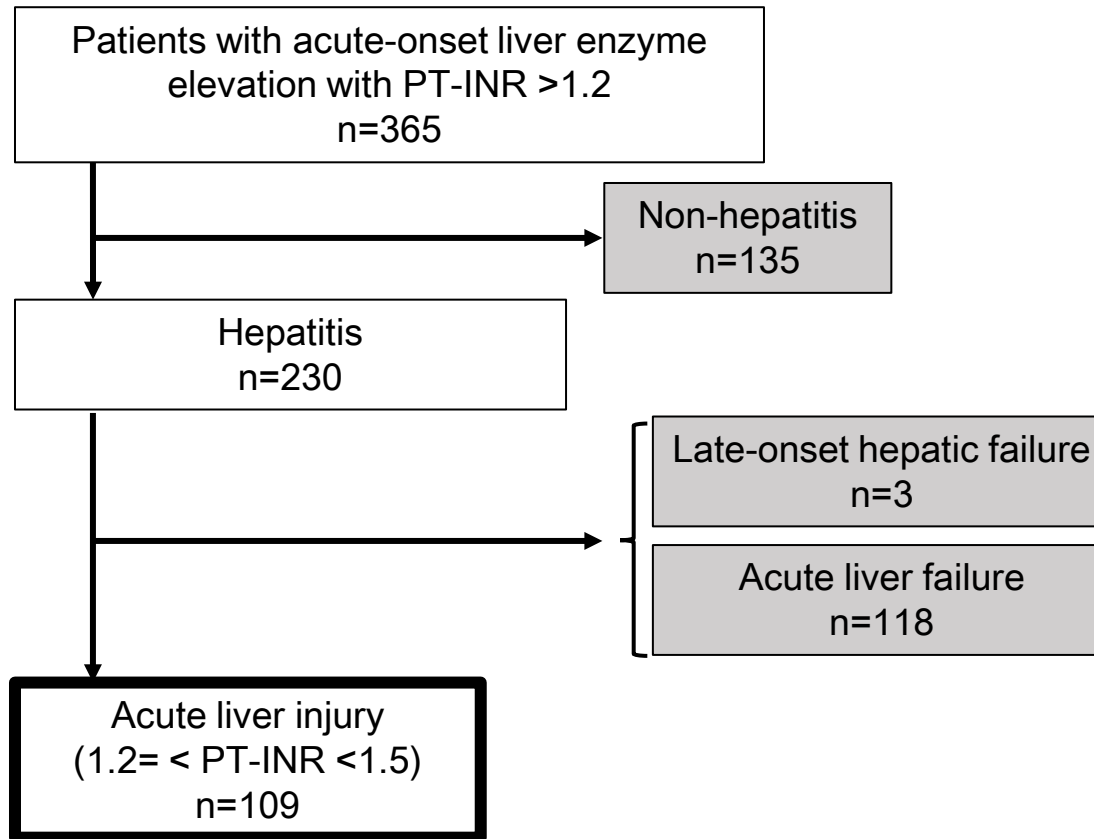 Patients with acute-onset liver enzyme
elevation with PT-INR >1.2
n=365
Non-hepatitis
n=135
Hepatitis
n=230
Late-onset hepatic failure
n=3
Acute liver failure
n=118
Acute liver injury
(1.2= < PT-INR <1.5)
n=109